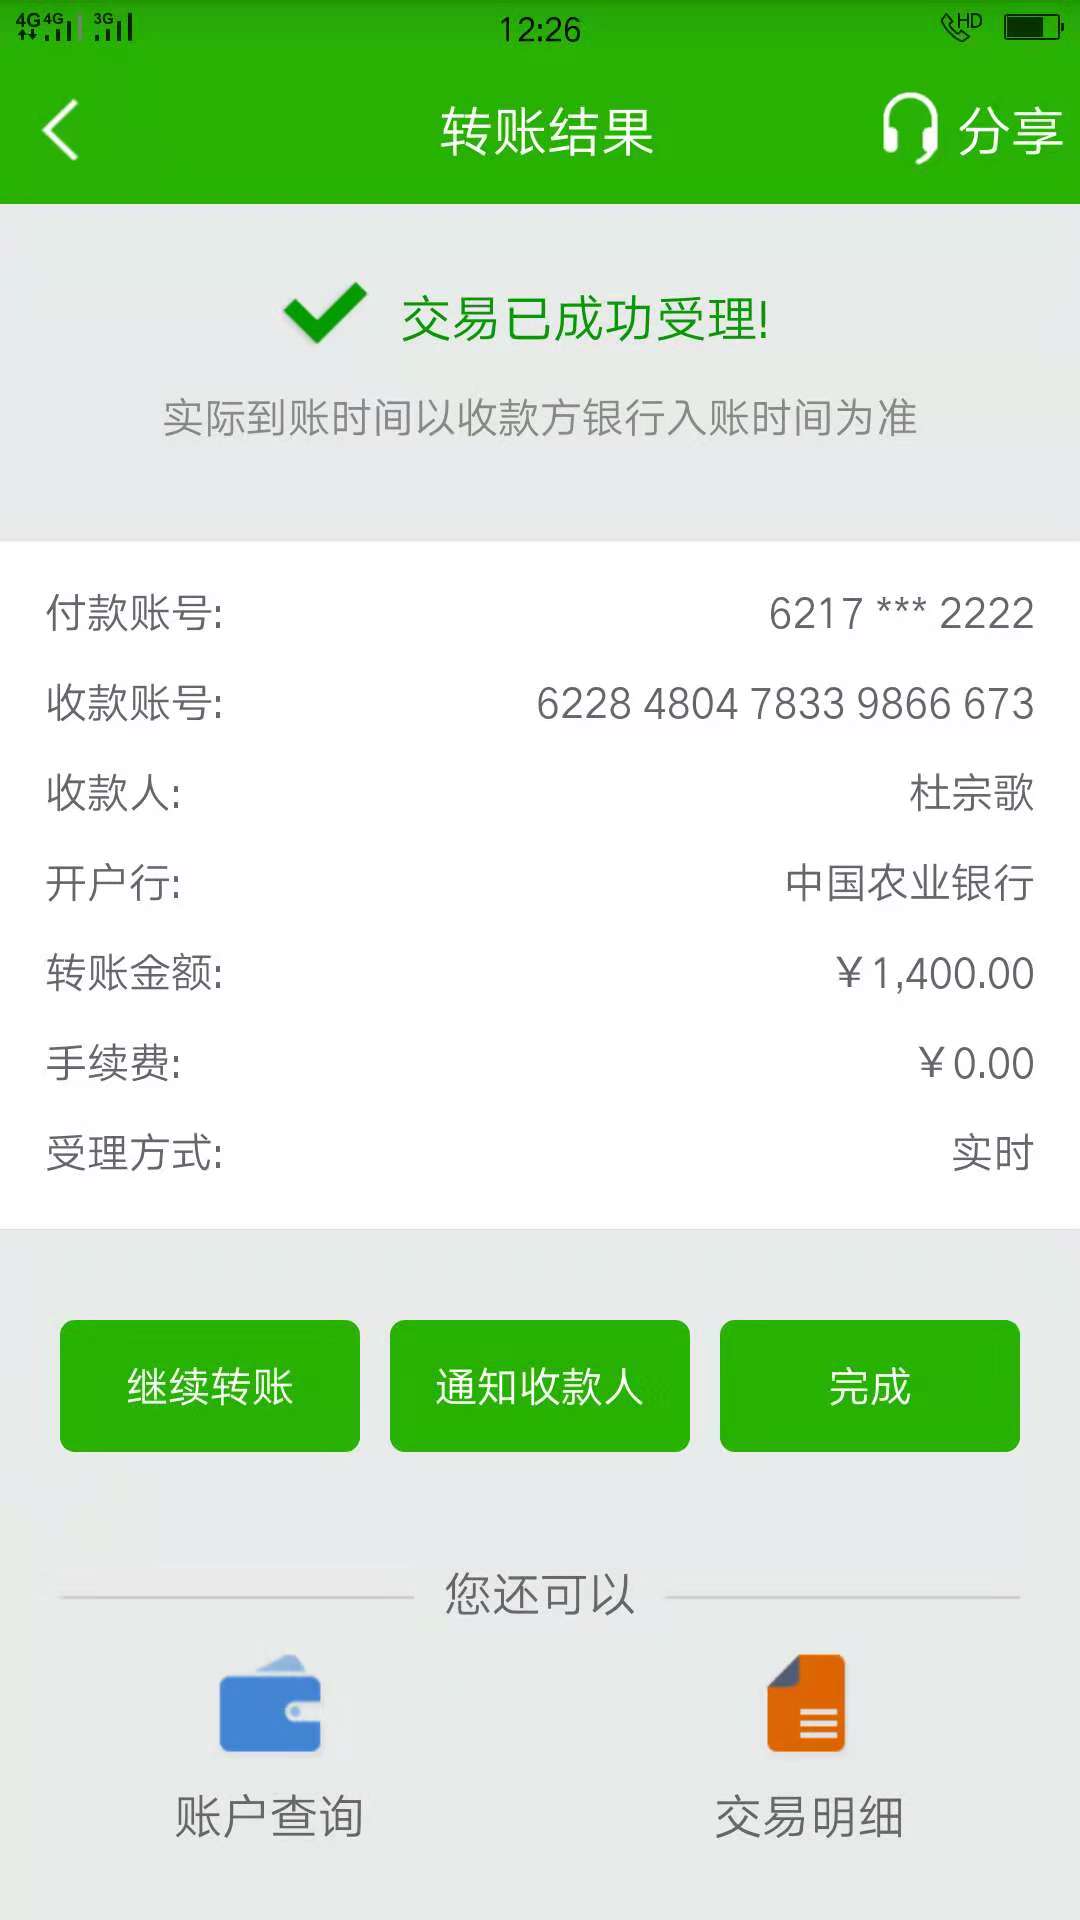 4G 4G 3G 12:26 HD
转账结果 分享
交易已成功受理!
实际到账时间以收款方银行入账时间为准
付款账号: 6217 *** 2222
收款账号: 6228 4804 7833 9866 673
收款人: 杜宗歌
开户行: 中国农业银行
转账金额: ￥1,400.00
手续费: ￥0.00
受理方式: 实时
继续转账 通知收款人 完成
您还可以
账户查询 交易明细